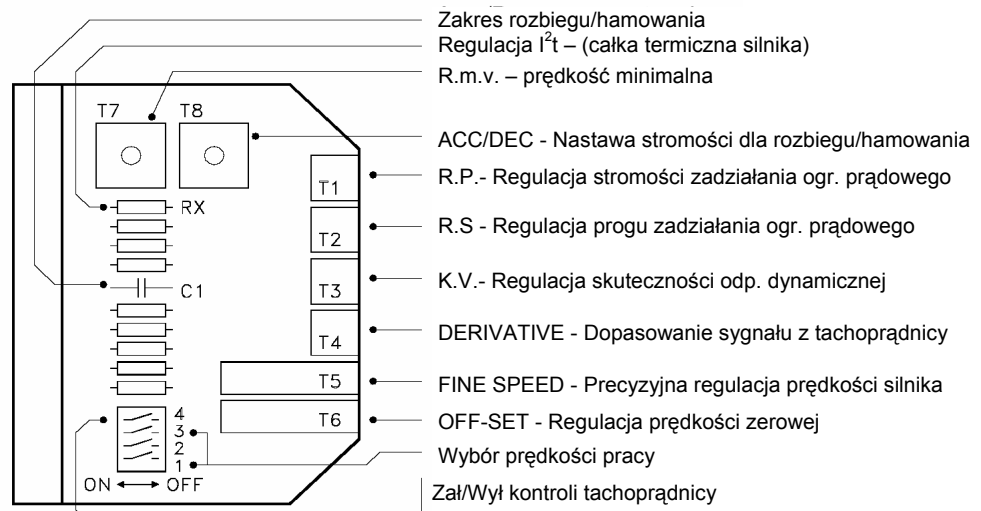 Zakres rozbiegu/hamowania
Regulacja I²t – (całka termiczna silnika)
R.m.v. – prędkość minimalna
T7 T8
ACC/DEC - Nastawa stromości dla rozbiegu/hamowania
T1
R.P.- Regulacja stromości zadziałania ogr. prądowego
RX
T2
R.S - Regulacja progu zadziałania ogr. prądowego
T3
K.V.- Regulacja skuteczności odp. dynamicznej
C1
T4
DERIVATIVE - Dopasowanie sygnału z tachoprądnicy
T5
FINE SPEED - Precyzyjna regulacja prędkości silnika
T6
OFF-SET - Regulacja prędkości zerowej
4
3
2
1
Wybór prędkości pracy
ON OFF
Zał/Wył kontroli tachoprądnicy